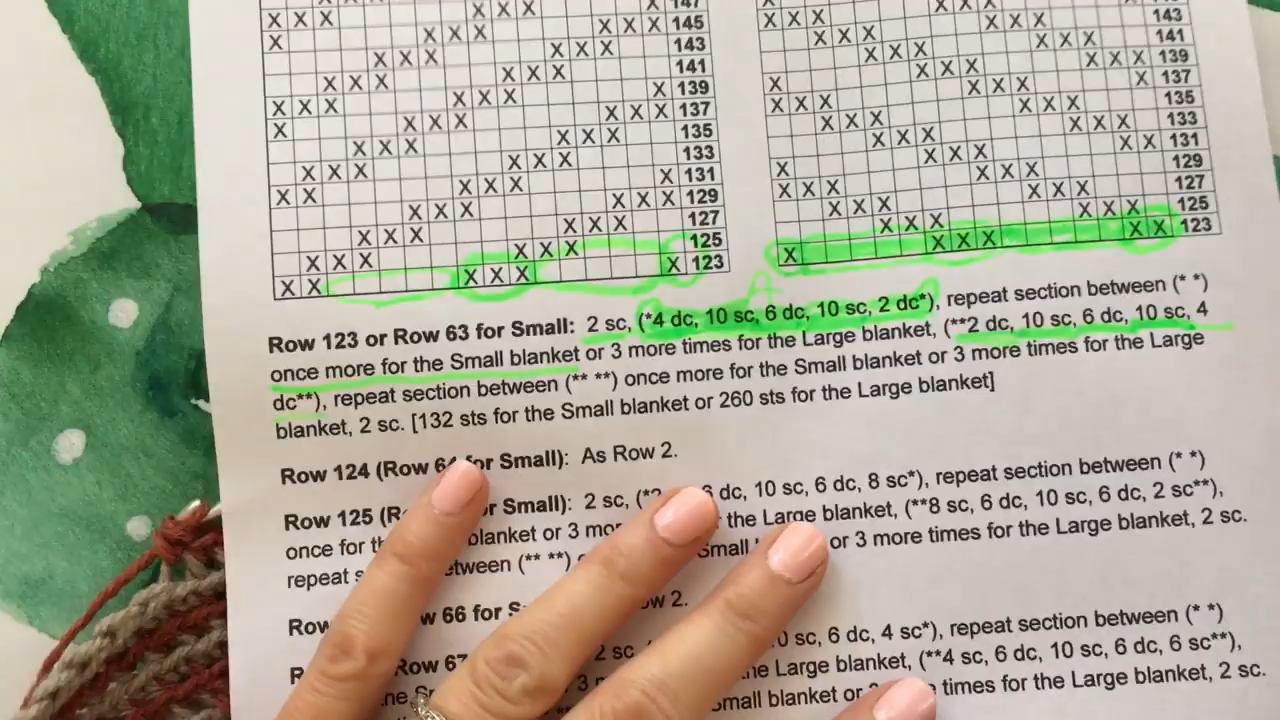 147
X X X X X X X 145
X X X X X X X 143
X X X X X X 141
X X X X X X X 139
X X X X X X X X X 137
X X X X X X X 135
X X X X X X 133
X X X X X X X 131
X X X X X X X X 129
X X X X X X 127
X X X X X X 125
X X X X X X 123
143
141
139
137
135
133
131
129
127
125
123
A
Row 123 or Row 63 for Small: 2 sc, (*4 dc, 10 sc, 6 dc, 10 sc, 2 dc*), repeat section between (* *)
once more for the Small blanket or 3 more times for the Large blanket, (**2 dc, 10 sc, 6 dc, 10 sc, 4
dc**), repeat section between (** **) once more for the Small blanket or 3 more times for the Large
blanket, 2 sc. [132 sts for the Small blanket or 260 sts for the Large blanket]
Row 124 (Row 64 for Small): As Row 2.
Row 125 (R or Small): 2 sc, (*2 6 dc, 10 sc, 6 dc, 8 sc*), repeat section between (* *)
once for th blanket or 3 mor the Large blanket, (**8 sc, 6 dc, 10 sc, 6 dc, 2 sc**),
repeat s etween (** **) Small or 3 more times for the Large blanket, 2 sc.
Row w 66 for S ow 2.
R Row 67 2 sc 0 sc, 6 dc, 4 sc*), repeat section between (* *)
ne S 3 m he Large blanket, (**4 sc, 6 dc, 10 sc, 6 dc, 6 sc**),
small blanket or times for the Large blanket, 2 sc.